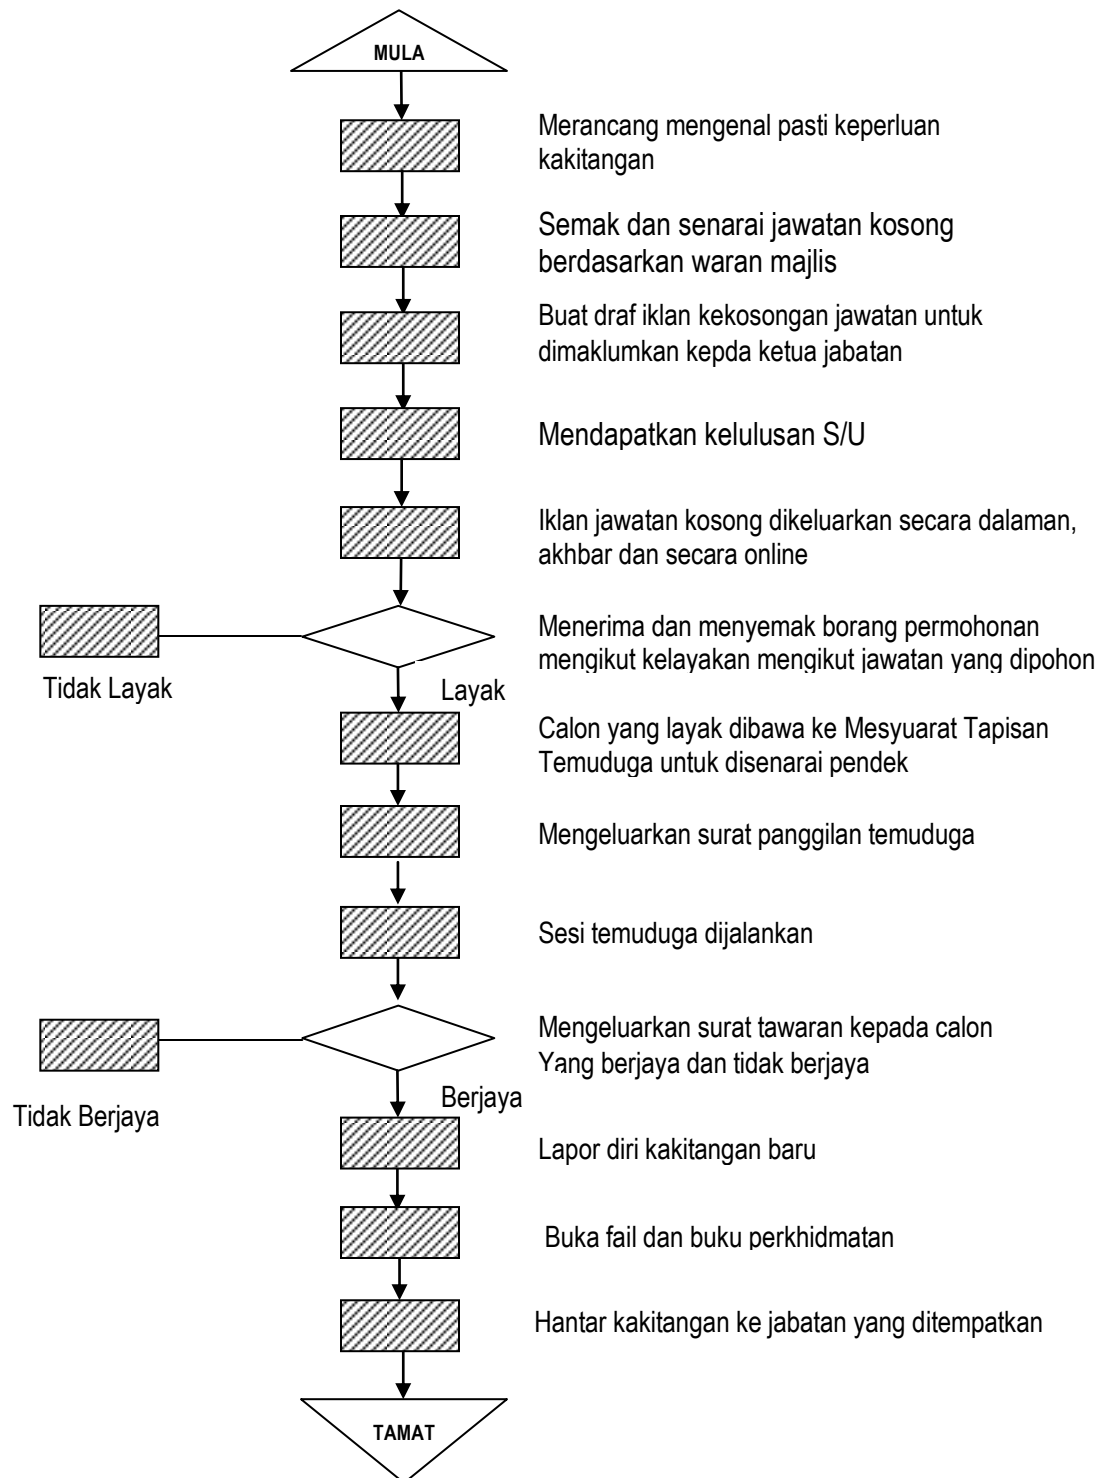 MULA
Merancang mengenal pasti keperluan
kakitangan
Semak dan senarai jawatan kosong
berdasarkan waran majlis
Buat draf iklan kekosongan jawatan untuk
dimaklumkan kepda ketua jabatan
Mendapatkan kelulusan S/U
Iklan jawatan kosong dikeluarkan secara dalaman,
akhbar dan secara online
Menerima dan menyemak borang permohonan
mengikut kelayakan mengikut jawatan yang dipohon
Tidak Layak
Layak
Calon yang layak dibawa ke Mesyuarat Tapisan
Temuduga untuk disenarai pendek
Mengeluarkan surat panggilan temuduga
Sesi temuduga dijalankan
Mengeluarkan surat tawaran kepada calon
Yang berjaya dan tidak berjaya
Berjaya
Tidak Berjaya
Lapor diri kakitangan baru
Buka fail dan buku perkhidmatan
Hantar kakitangan ke jabatan yang ditempatkan
TAMAT